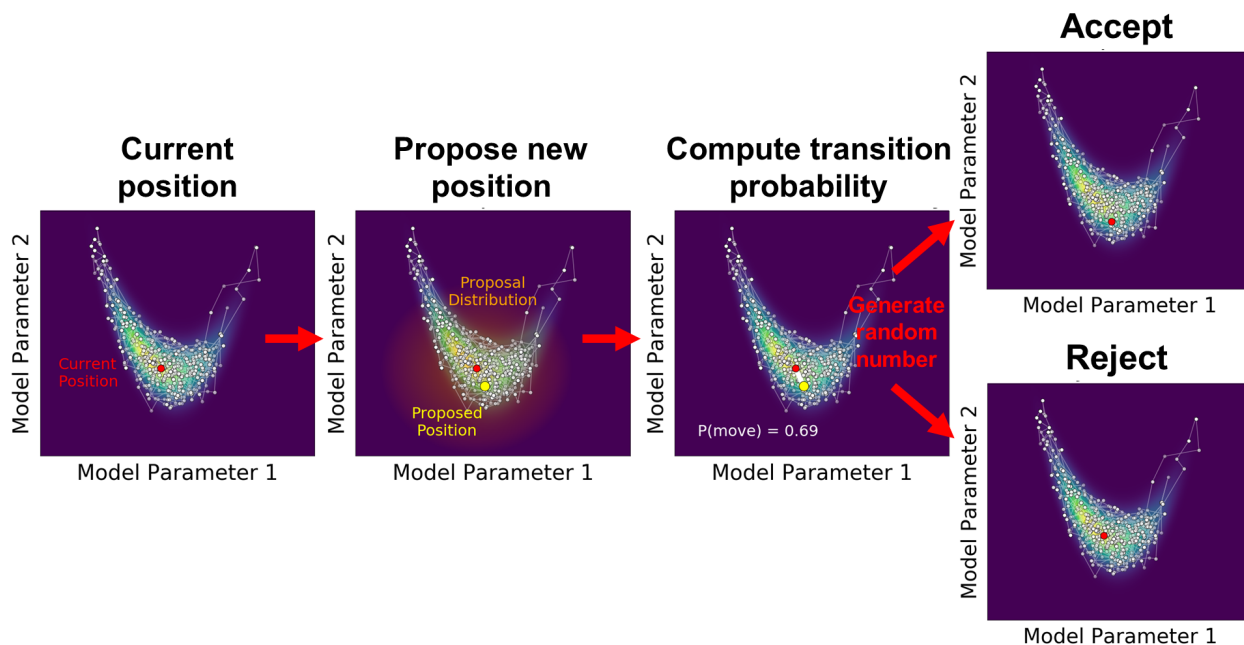 Current
position
Model Parameter 2
Current
Position
Model Parameter 1
Propose new
position
Model Parameter 2
Proposal
Distribution
Proposed
Position
Model Parameter 1
Compute transition
probability
Model Parameter 2
Generate
random
number
P(move) = 0.69
Model Parameter 1
Accept
Model Parameter 2
Model Parameter 1
Reject
Model Parameter 2
Model Parameter 1